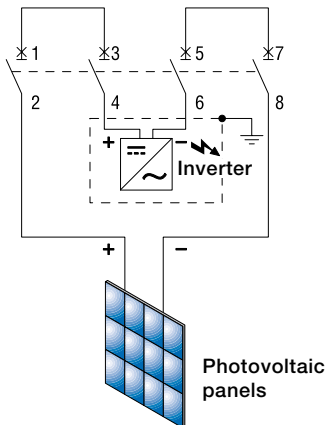 1 3 5 7
2 4 6 8
+ −
Inverter
+ −
Photovoltaic
panels